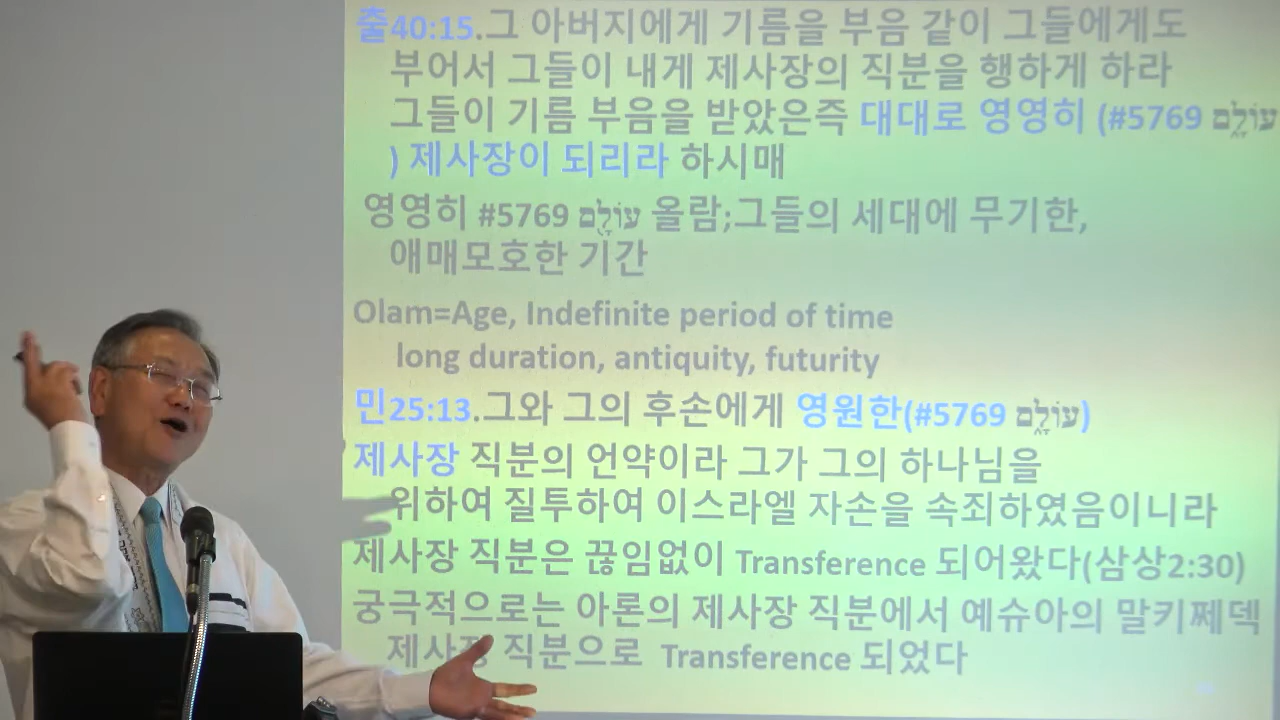 출40:15.그 아버지에게 기름을 부음 같이 그들에게도
부어서 그들이 내게 제사장의 직분을 행하게 하라
그들이 기름 부음을 받았은즉 대대로 영영히 (#5769 עוֹלָ֖ם
) 제사장이 되리라 하시매
영영히 #5769 עוֹלָ֖ם 올람;그들의 세대에 무기한,
애매모호한 기간
Olam=Age, Indefinite period of time
long duration, antiquity, futurity
민25:13.그와 그의 후손에게 영원한(#5769 עוֹלָ֑ם)
제사장 직분의 언약이라 그가 그의 하나님을
위하여 질투하여 이스라엘 자손을 속죄하였음이니라
제사장 직분은 끊임없이 Transference 되어왔다(삼상2:30)
궁극적으로는 아론의 제사장 직분에서 예슈아의 말키쩨덱
제사장 직분으로 Transference 되었다